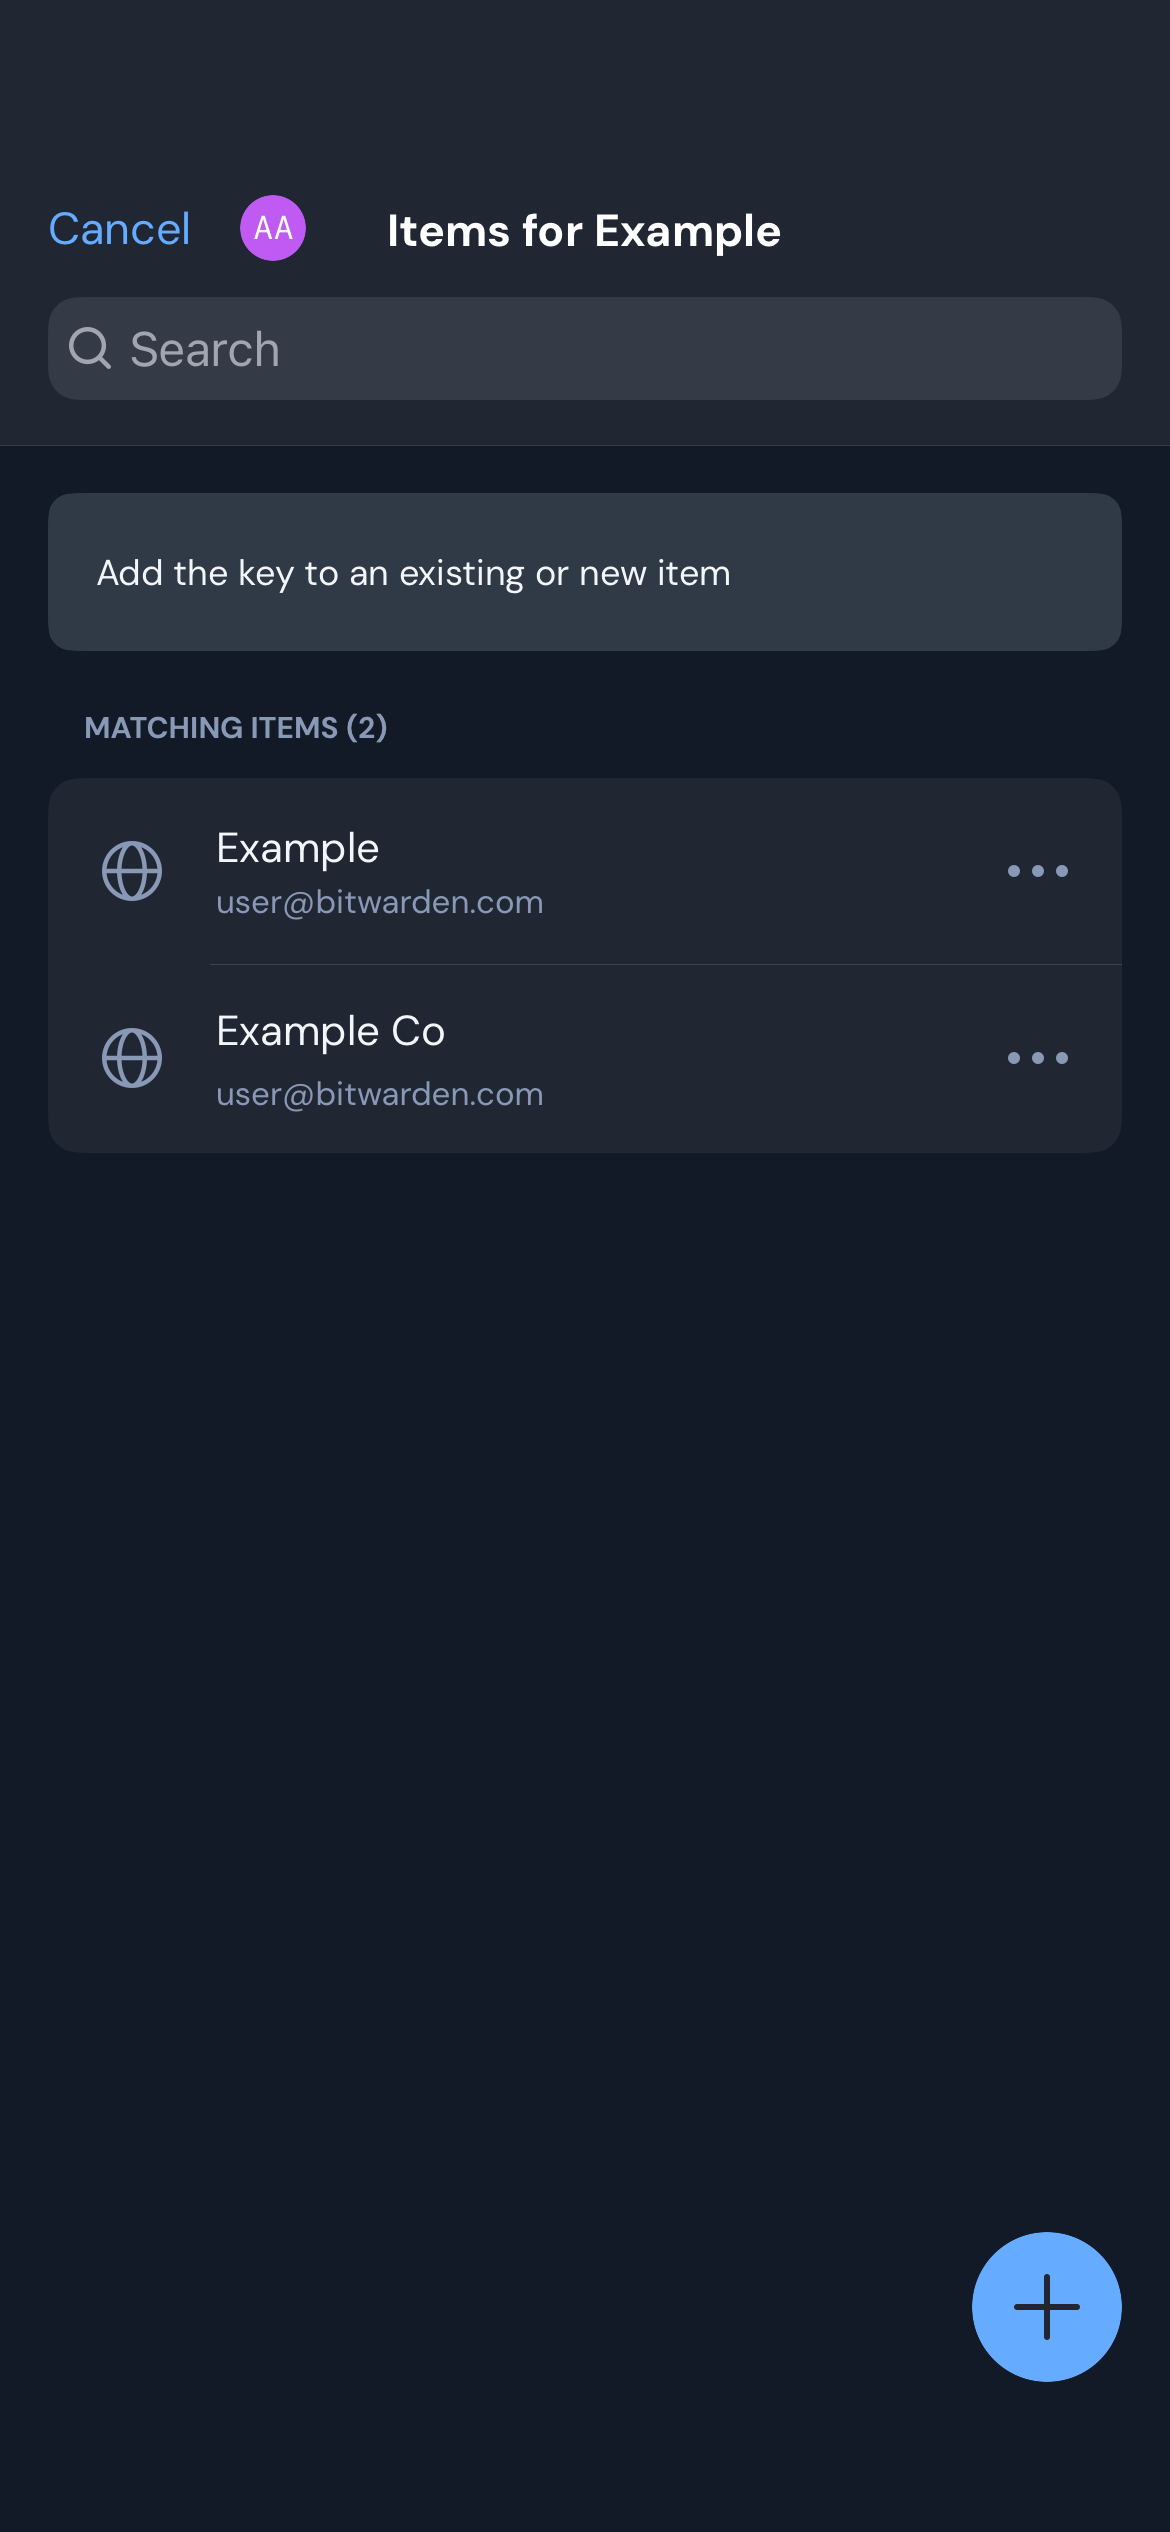 Cancel
AA
Items for Example
Search
Add the key to an existing or new item
MATCHING ITEMS (2)
Example
user@bitwarden.com
Example Co
user@bitwarden.com